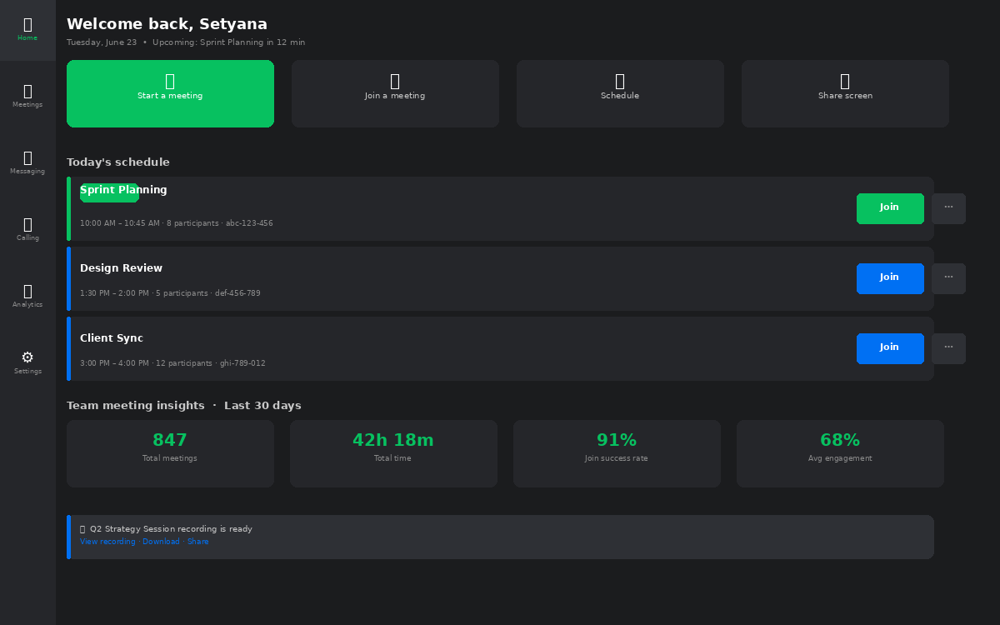 Welcome back, Setyana
Tuesday, June 23 • Upcoming: Sprint Planning in 12 min
Home
Meetings
Messaging
Calling
Analytics
Settings
Start a meeting
Join a meeting
Schedule
Share screen
Today's schedule
Sprint Planning
10:00 AM – 10:45 AM · 8 participants · abc-123-456
Join
...
Design Review
1:30 PM – 2:00 PM · 5 participants · def-456-789
Join
...
Client Sync
3:00 PM – 4:00 PM · 12 participants · ghi-789-012
Join
...
Team meeting insights · Last 30 days
847
Total meetings
42h 18m
Total time
91%
Join success rate
68%
Avg engagement
Q2 Strategy Session recording is ready
View recording · Download · Share